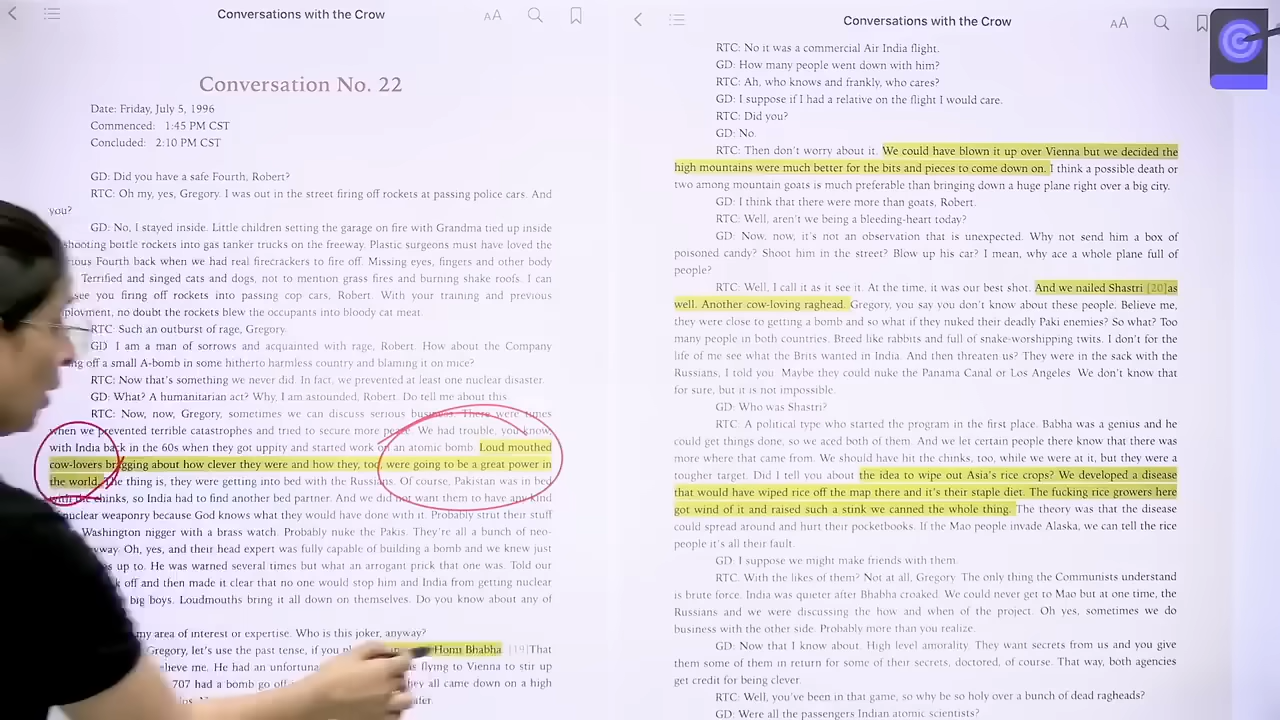 Conversations with the Crow
AA
Conversation No. 22
Date: Friday, July 5, 1996
Commenced: 1:45 PM CST
Concluded: 2:10 PM CST
GD: Did you have a safe Fourth, Robert?
RTC: Oh my, yes, Gregory. I was out in the street firing off rockets at passing police cars. And
you?
GD: No, I stayed inside. Little children setting the garage on fire with Grandma tied up inside
shooting bottle rockets into gas tanker trucks on the freeway. Plastic surgeons must have loved the
Fourth back when we had real firecrackers to fire off. Missing eyes, fingers and other body
Terrified and singed cats and dogs, not to mention grass fires and burning shake roofs. I can
see you firing off rockets into passing cop cars, Robert. With your training and previous
no doubt the rockets blew the occupants into bloody cat meat.
RTC: Such an outburst of rage, Gregory.
GD: I am a man of sorrows and acquainted with rage, Robert. How about the Company
off a small A-bomb in some hitherto harmless country and blaming it on mice?
RTC: Now that's something we never did. In fact, we prevented at least one nuclear disaster.
GD: What? A humanitarian act? Why, I am astounded, Robert. Do tell me about this
RTC: Now, now, Gregory, sometimes we can discuss serious business. There were times
when we prevented terrible catastrophes and tried to secure more peace. We had trouble, you know,
with India back in the 60s when they got uppity and started work on an atomic bomb. Loud mouthed
cow-lovers bragging about how clever they were and how they, too, were going to be a great power in
the world. The thing is, they were getting into bed with the Russians. Of course, Pakistan was in bed
with the chinks, so India had to find another bed partner. And we did not want them to have any kind
of nuclear weaponry because God knows what they would have done with it. Probably strut their stuff
Washington nigger with a brass watch. Probably nuke the Pakis. They're all a bunch of neo-
Oh, yes, and their head expert was fully capable of building a bomb and we knew just
up to. He was warned several times but what an arrogant prick that one was. Told our
off and then made it clear that no one would stop him and India from getting nuclear
big boys. Loudmouths bring it all down on themselves. Do you know about any of
my area of interest or expertise. Who is this joker, anyway?
Gregory, let's use the past tense, if you Homi Bhabha [19] That
me. He had an flying to Vienna to stir up
707 had a bomb go off all came down on a high
Conversations with the Crow
AA
RTC: No it was a commercial Air India flight.
GD: How many people went down with him?
RTC: Ah, who knows and frankly, who cares?
GD: I suppose if I had a relative on the flight I would care.
RTC: Did you?
GD: No.
RTC: Then don't worry about it. We could have blown it up over Vienna but we decided the
high mountains were much better for the bits and pieces to come down on. I think a possible death or
two among mountain goats is much preferable than bringing down a huge plane right over a big city.
GD: I think that there were more than goats, Robert.
RTC: Well, aren't we being a bleeding-heart today?
GD: Now, now, it's not an observation that is unexpected. Why not send him a box of
poisoned candy? Shoot him in the street? Blow up his car? I mean, why ace a whole plane full of
people?
RTC: Well, I call it as it see it. At the time, it was our best shot. And we nailed Shastri [20]as
well. Another cow-loving raghead. Gregory, you say you don't know about these people. Believe me,
they were close to getting a bomb and so what if they nuked their deadly Paki enemies? So what? Too
many people in both countries. Breed like rabbits and full of snake-worshipping twits. I don't for the
life of me see what the Brits wanted in India. And then threaten us? They were in the sack with the
Russians, I told you. Maybe they could nuke the Panama Canal or Los Angeles. We don't know that
for sure, but it is not impossible.
GD: Who was Shastri?
RTC: A political type who started the program in the first place. Babha was a genius and he
could get things done, so we aced both of them. And we let certain people there know that there was
more where that came from. We should have hit the chinks, too, while we were at it, but they were a
tougher target. Did I tell you about the idea to wipe out Asia's rice crops? We developed a disease
that would have wiped rice off the map there and it's their staple diet. The fucking rice growers here
got wind of it and raised such a stink we canned the whole thing. The theory was that the disease
could spread around and hurt their pocketbooks. If the Mao people invade Alaska, we can tell the rice
people it's all their fault.
GD: I suppose we might make friends with them.
RTC: With the likes of them? Not at all, Gregory. The only thing the Communists understand
is brute force. India was quieter after Bhabha croaked. We could never get to Mao but at one time, the
Russians and we were discussing the how and when of the project. Oh yes, sometimes we do
business with the other side. Probably more than you realize.
GD: Now that I know about. High level amorality. They want secrets from us and you give
them some of them in return for some of their secrets, doctored, of course. That way, both agencies
get credit for being clever.
RTC: Well, you've been in that game, so why be so holy over a bunch of dead ragheads?
GD: Were all the passengers Indian atomic scientists?